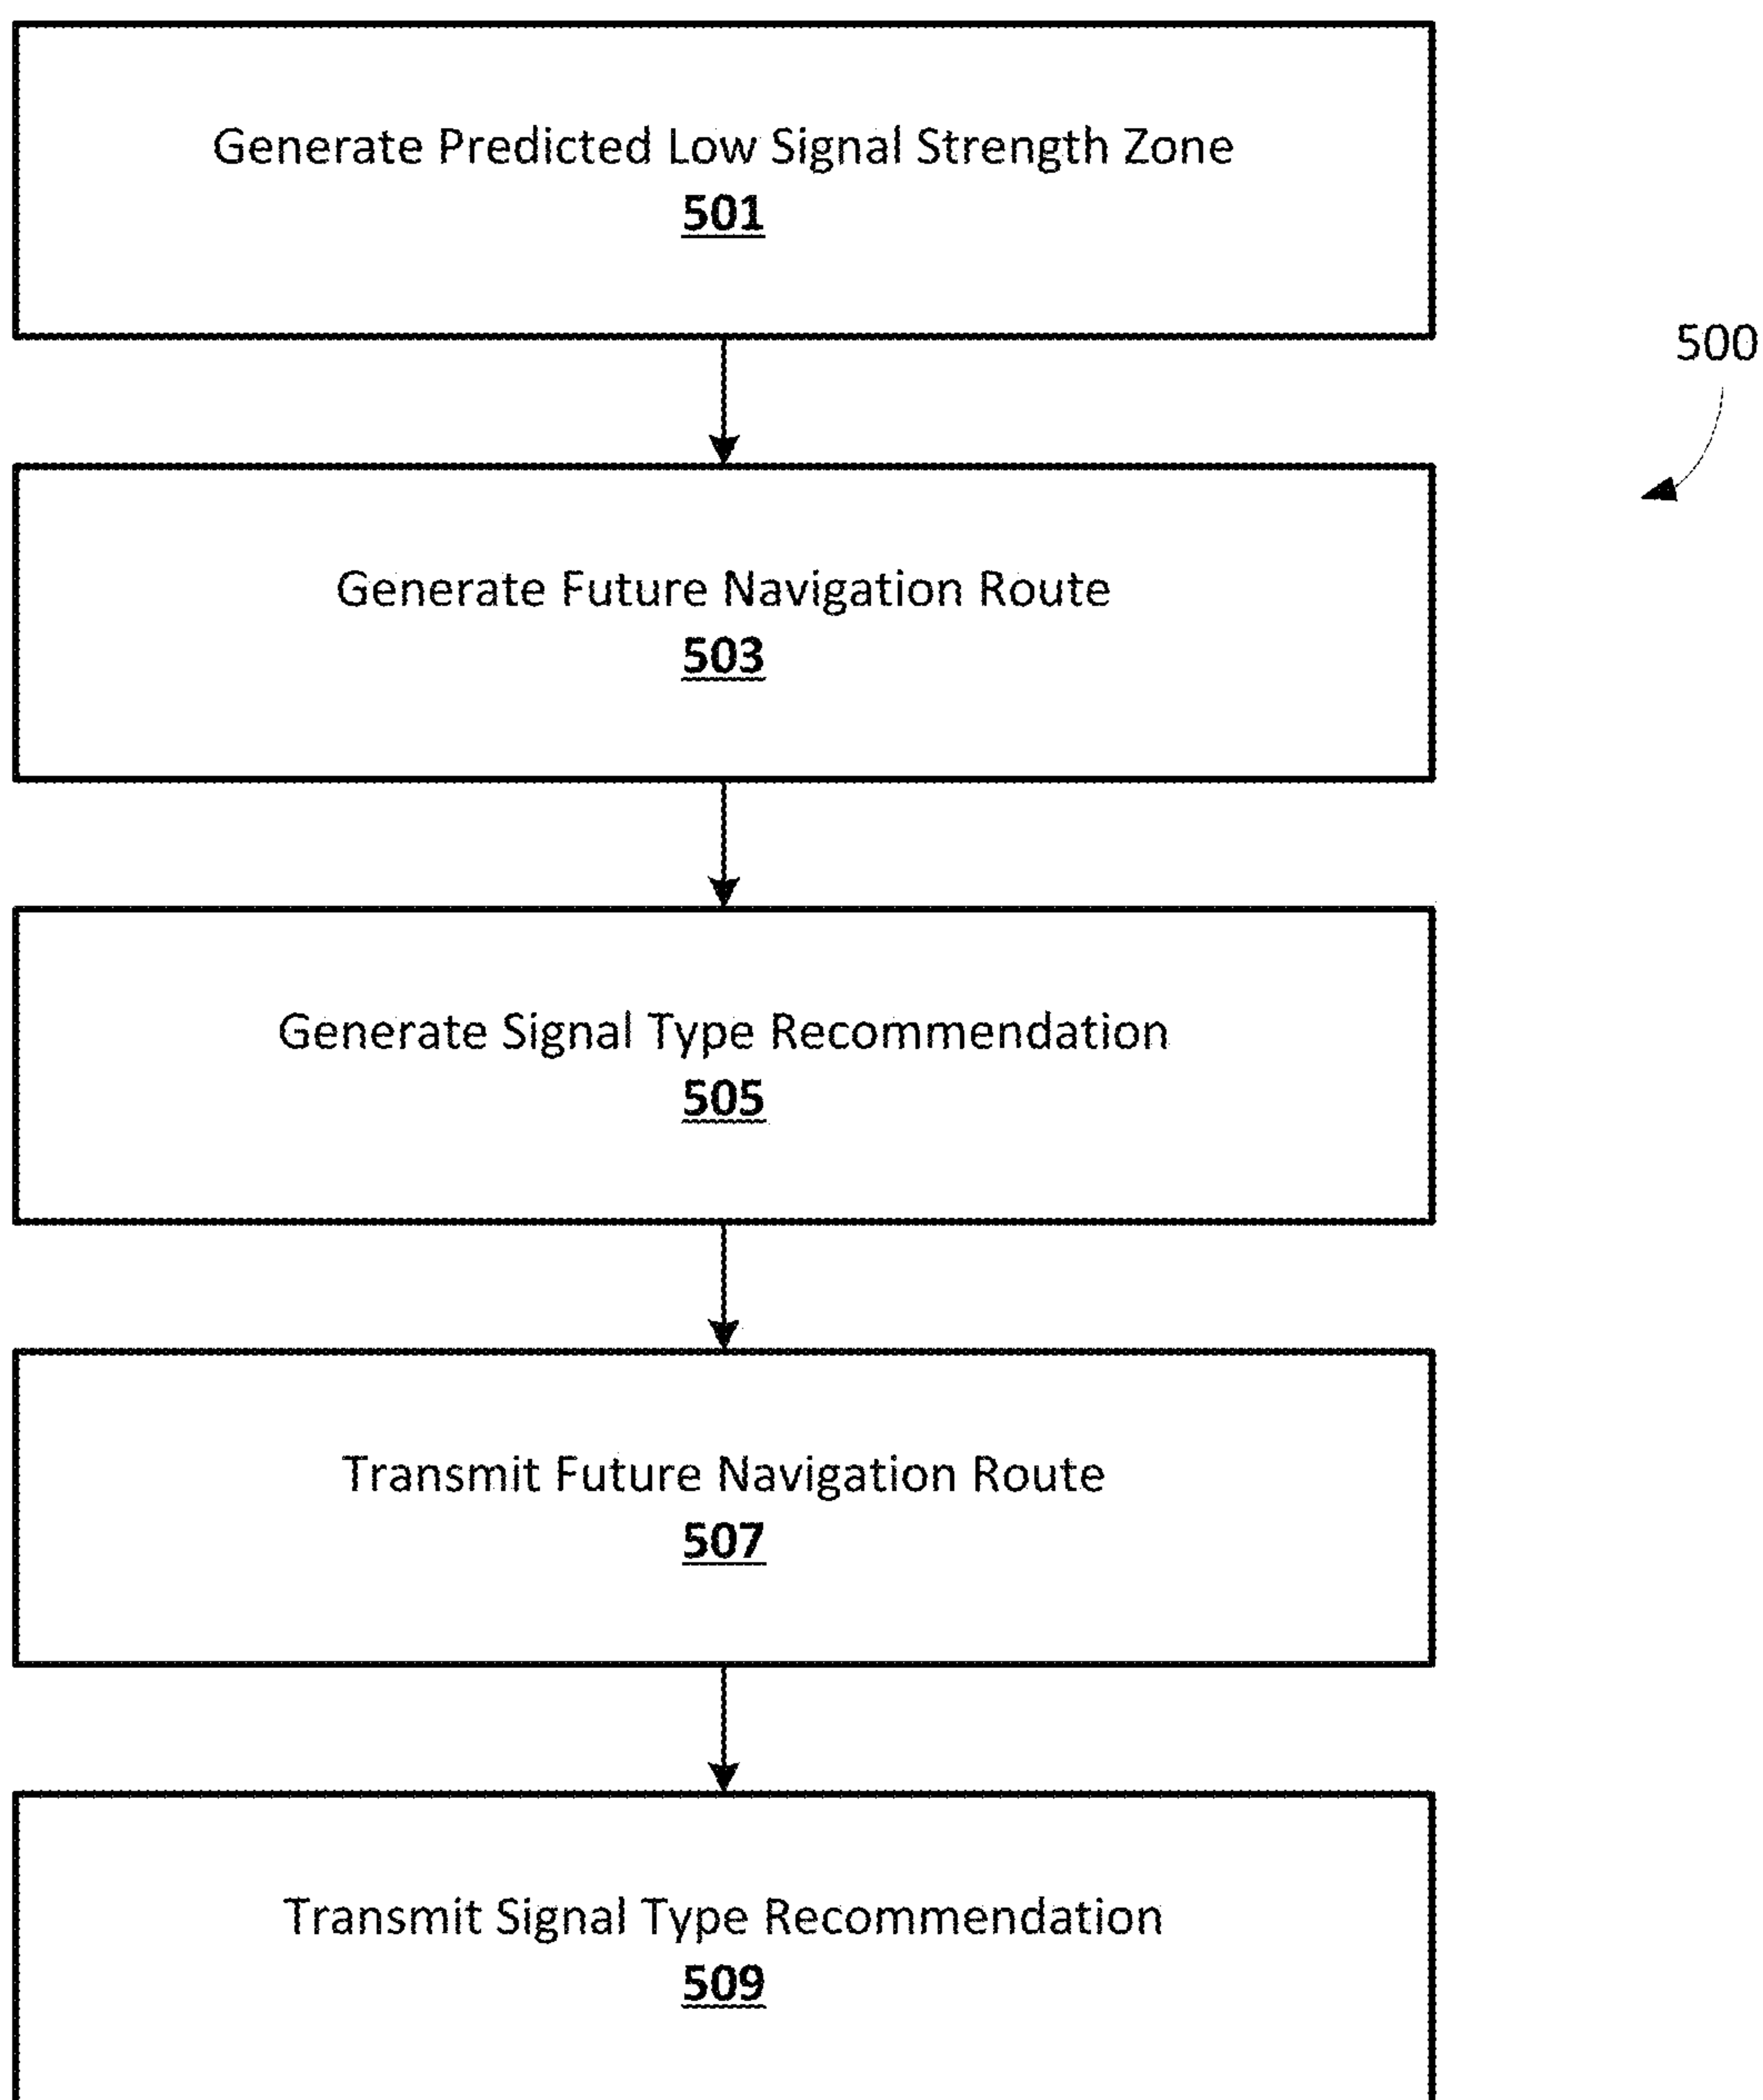 Generate Predicted Low Signal Strength Zone
501
500
Generate Future Navigation Route
503
Generate Signal Type Recommendation
505
Transmit Future Navigation Route
507
Transmit Signal Type Recommendation
509